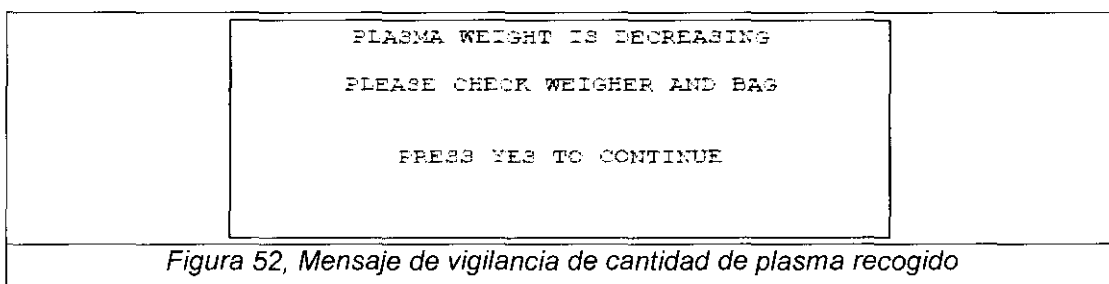 PLASMA WEIGHT IS DECREASING
PLEASE CHECK WEIGHER AND BAG
PRESS YES TO CONTINUE
Figura 52, Mensaje de vigilancia de cantidad de plasma recogido